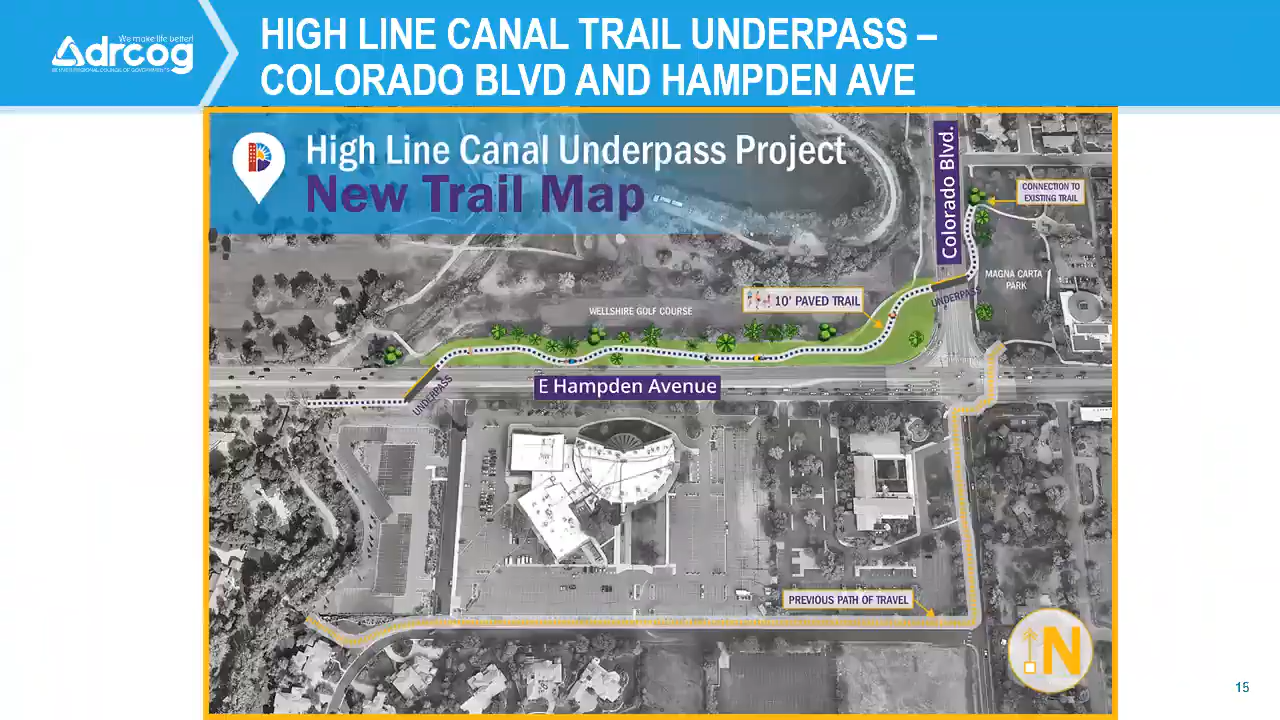 We make life better!
drcog
HIGH LINE CANAL TRAIL UNDERPASS –
COLORADO BLVD AND HAMPDEN AVE
High Line Canal Underpass Project
New Trail Map
Colorado Blvd.
CONNECTION TO
EXISTING TRAIL
MAGNA CARTA
PARK
UNDERPASS
10' PAVED TRAIL
WELLSHIRE GOLF COURSE
E Hampden Avenue
UNDERPASS
PREVIOUS PATH OF TRAVEL
N
15